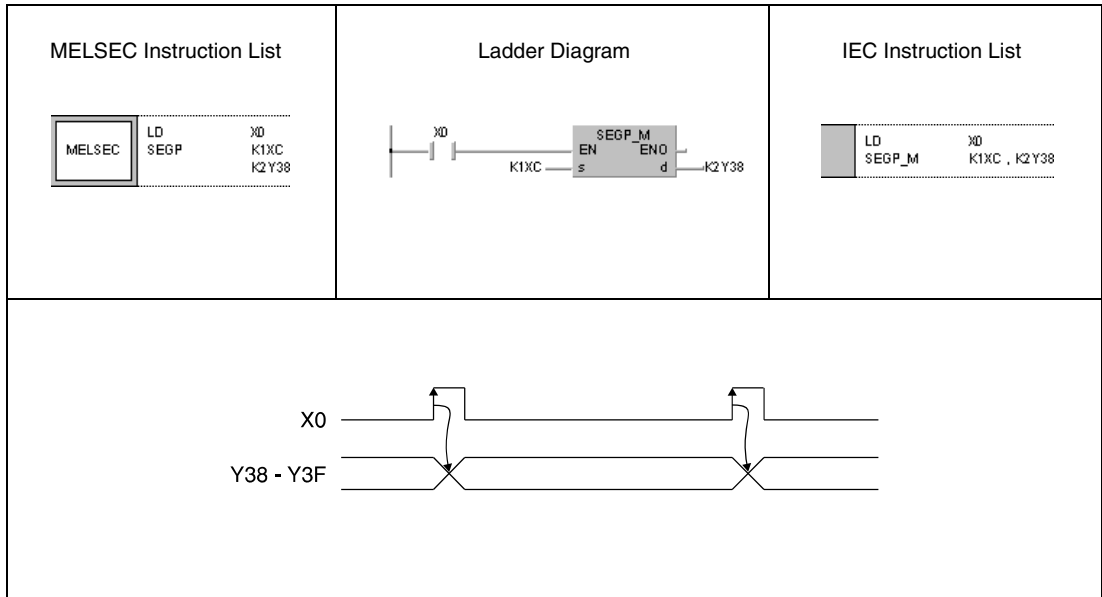 MELSEC Instruction List
MELSEC
LD X0
SEGP K1XC
K2Y38
Ladder Diagram
X0
SEGP_M
EN ENO
K1XC s d K2Y38
IEC Instruction List
LD X0
SEGP_M K1XC , K2Y38
X0
Y38 - Y3F